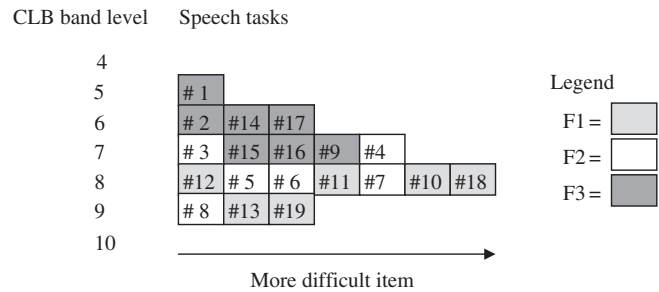 CLB band level Speech tasks
4
5 # 1
Legend
6 # 2 #14 #17
F1 =
7 # 3 #15 #16 #9 #4
F2 =
8 #12 # 5 # 6 #11 #7 #10 #18
F3 =
9 # 8 #13 #19
10
More difficult item